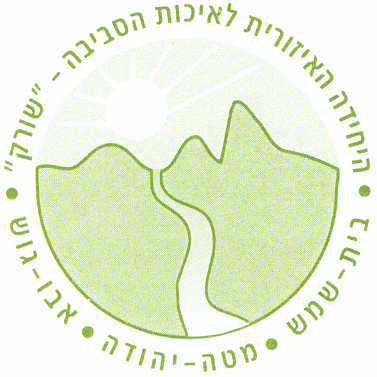 היחידה האיזורית לאיכות הסביבה - "שורק"
בית-שמש • מטה-יהודה • אבו-גוש